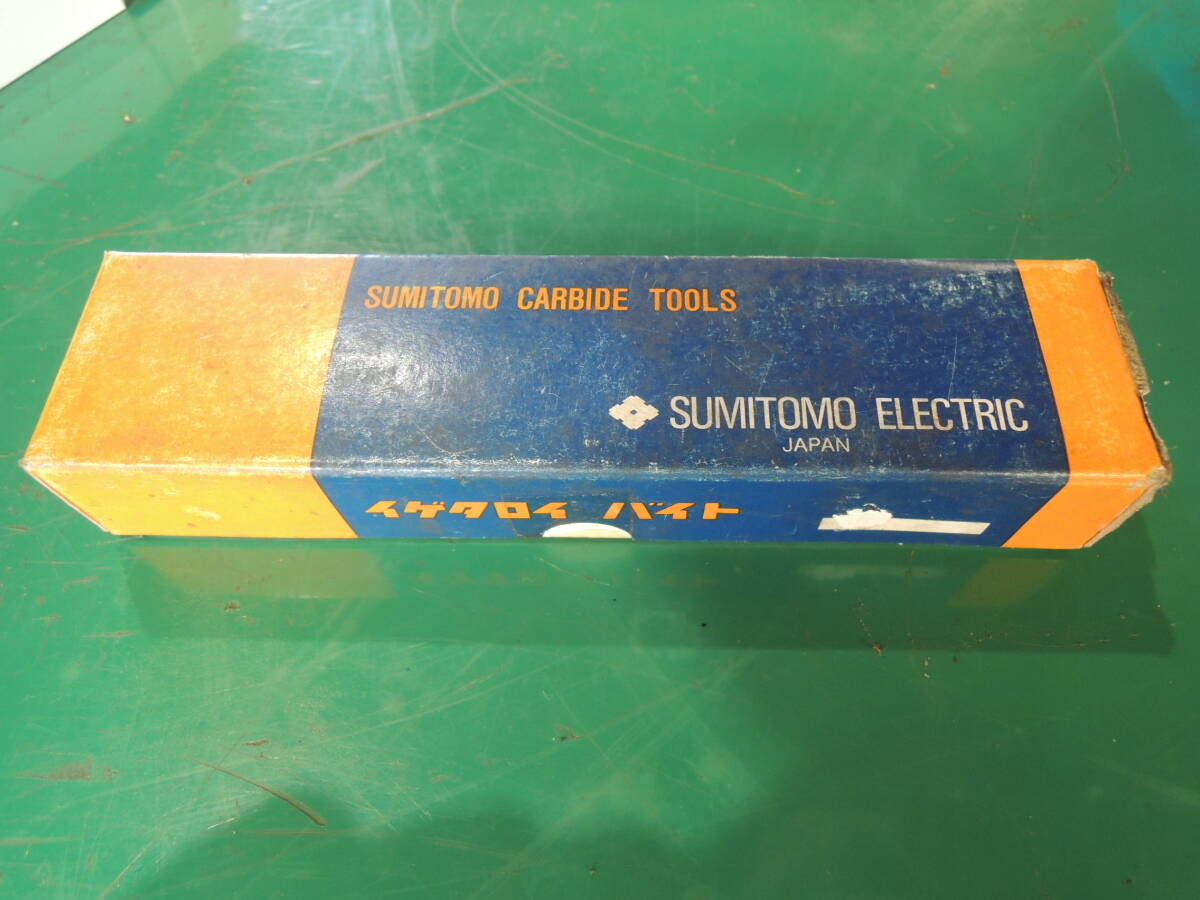 SUMITOMO CARBIDE TOOLS
SUMITOMO ELECTRIC
JAPAN
イゲタロイ バイト